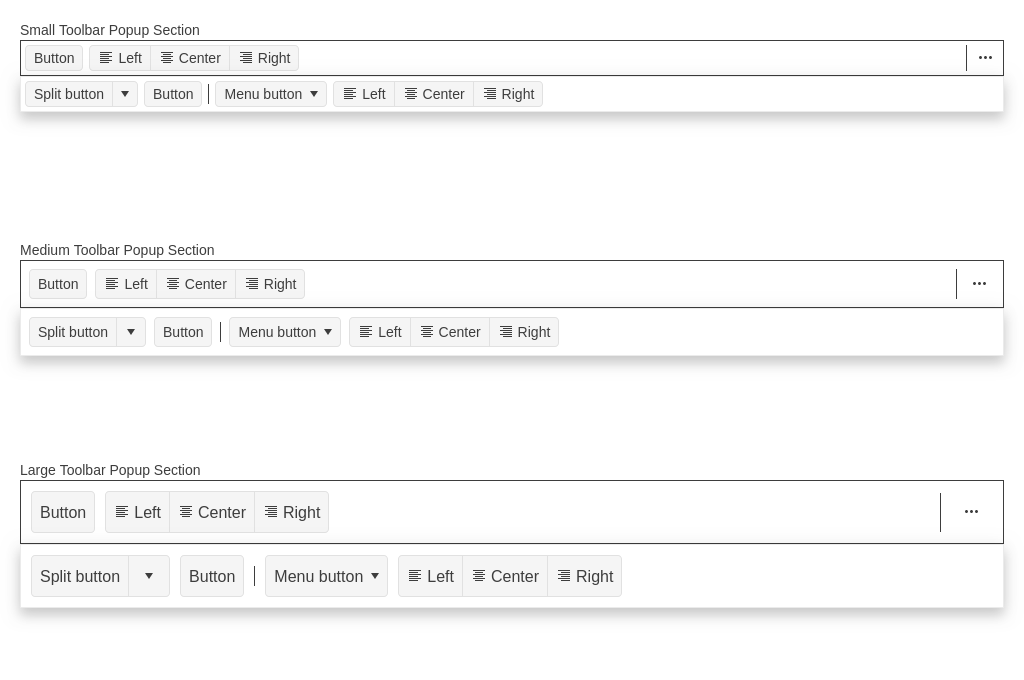 Small Toolbar Popup Section
Button Left Center Right
Split button Button Menu button Left Center Right
Medium Toolbar Popup Section
Button Left Center Right
Split button Button Menu button Left Center Right
Large Toolbar Popup Section
Button Left Center Right
Split button Button Menu button Left Center Right